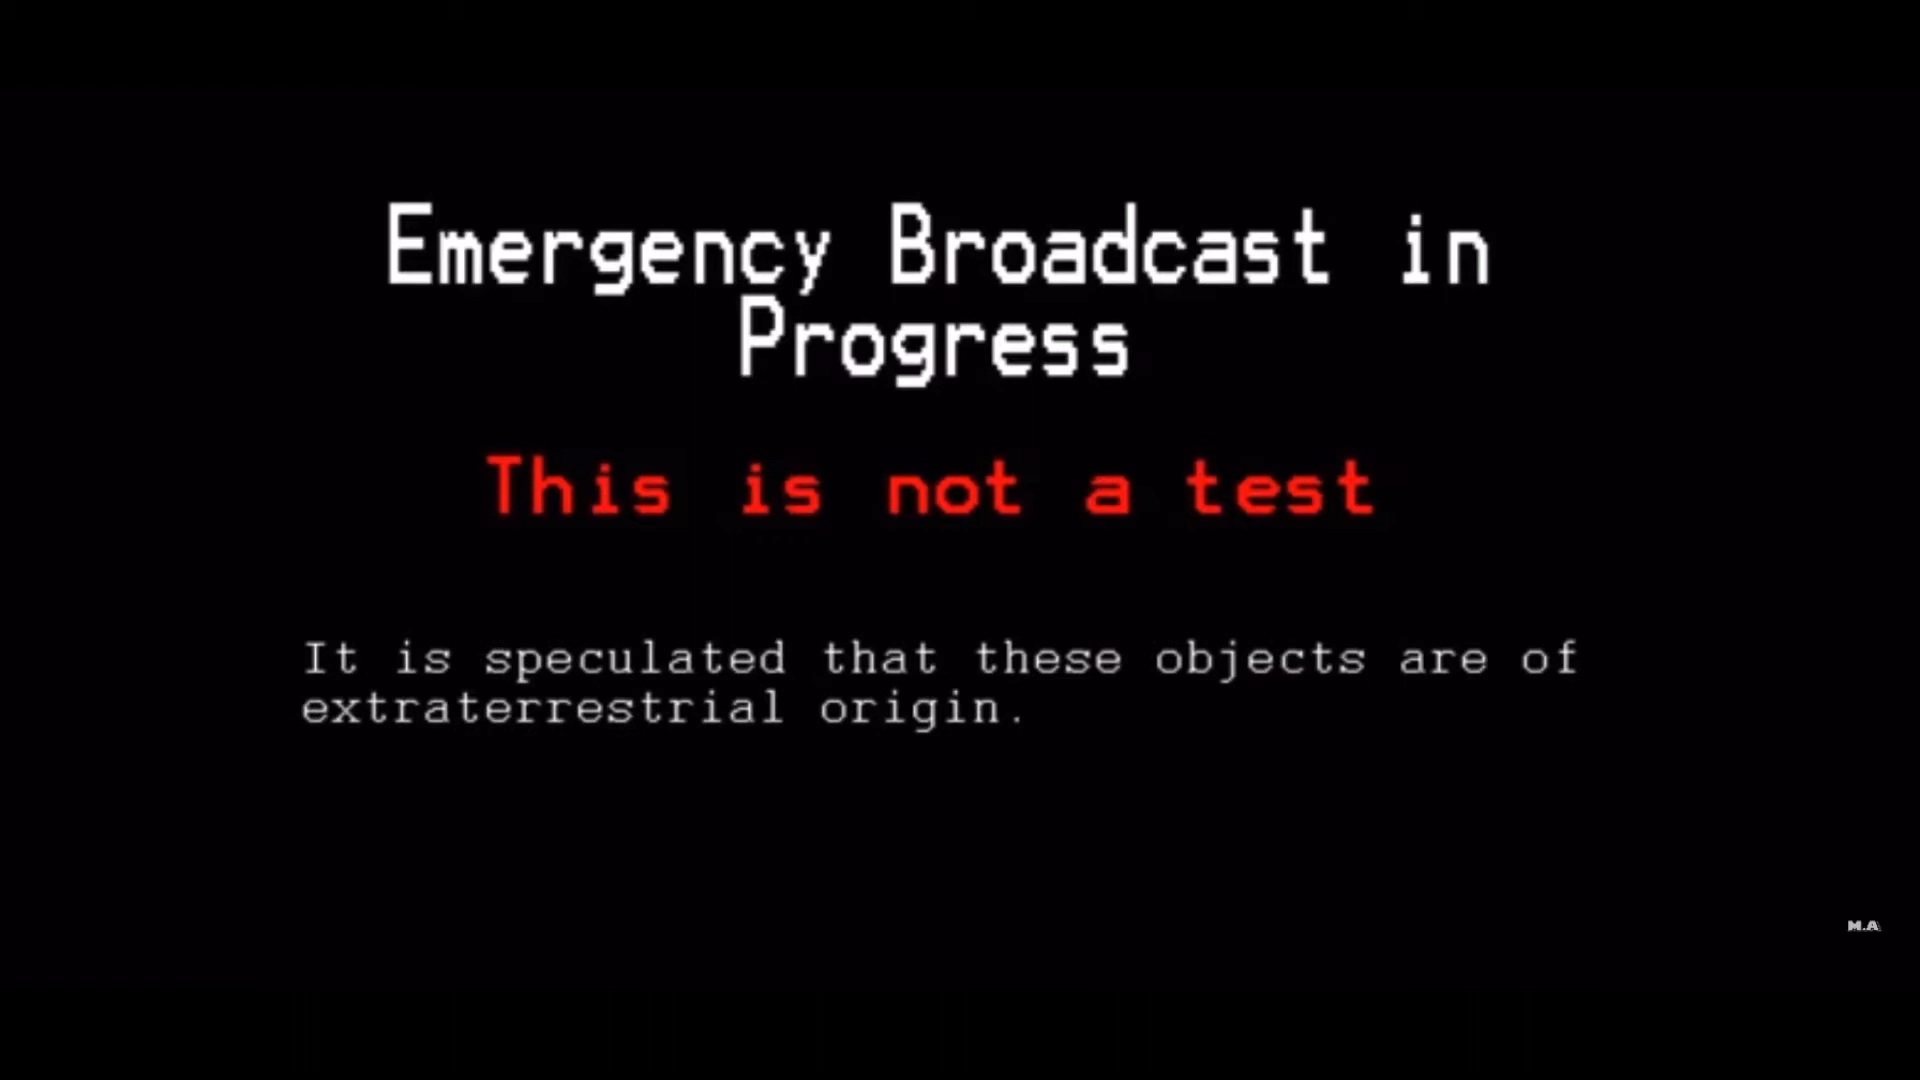 Emergency Broadcast in
Progress
This is not a test
It is speculated that these objects are of
extraterrestrial origin.
M.A